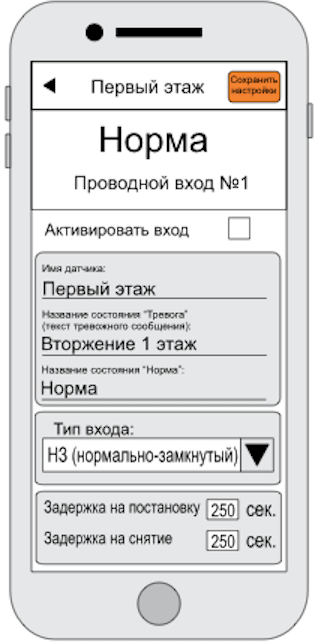 Первый этаж
Сохранить
настройки
Норма
Проводной вход №1
Активировать вход
Имя датчика:
Первый этаж
Название состояния "Тревога"
(текст тревожного сообщения):
Вторжение 1 этаж
Название состояния "Норма":
Норма
Тип входа:
НЗ (нормально-замкнутый)
Задержка на постановку 250 сек.
Задержка на снятие 250 сек.